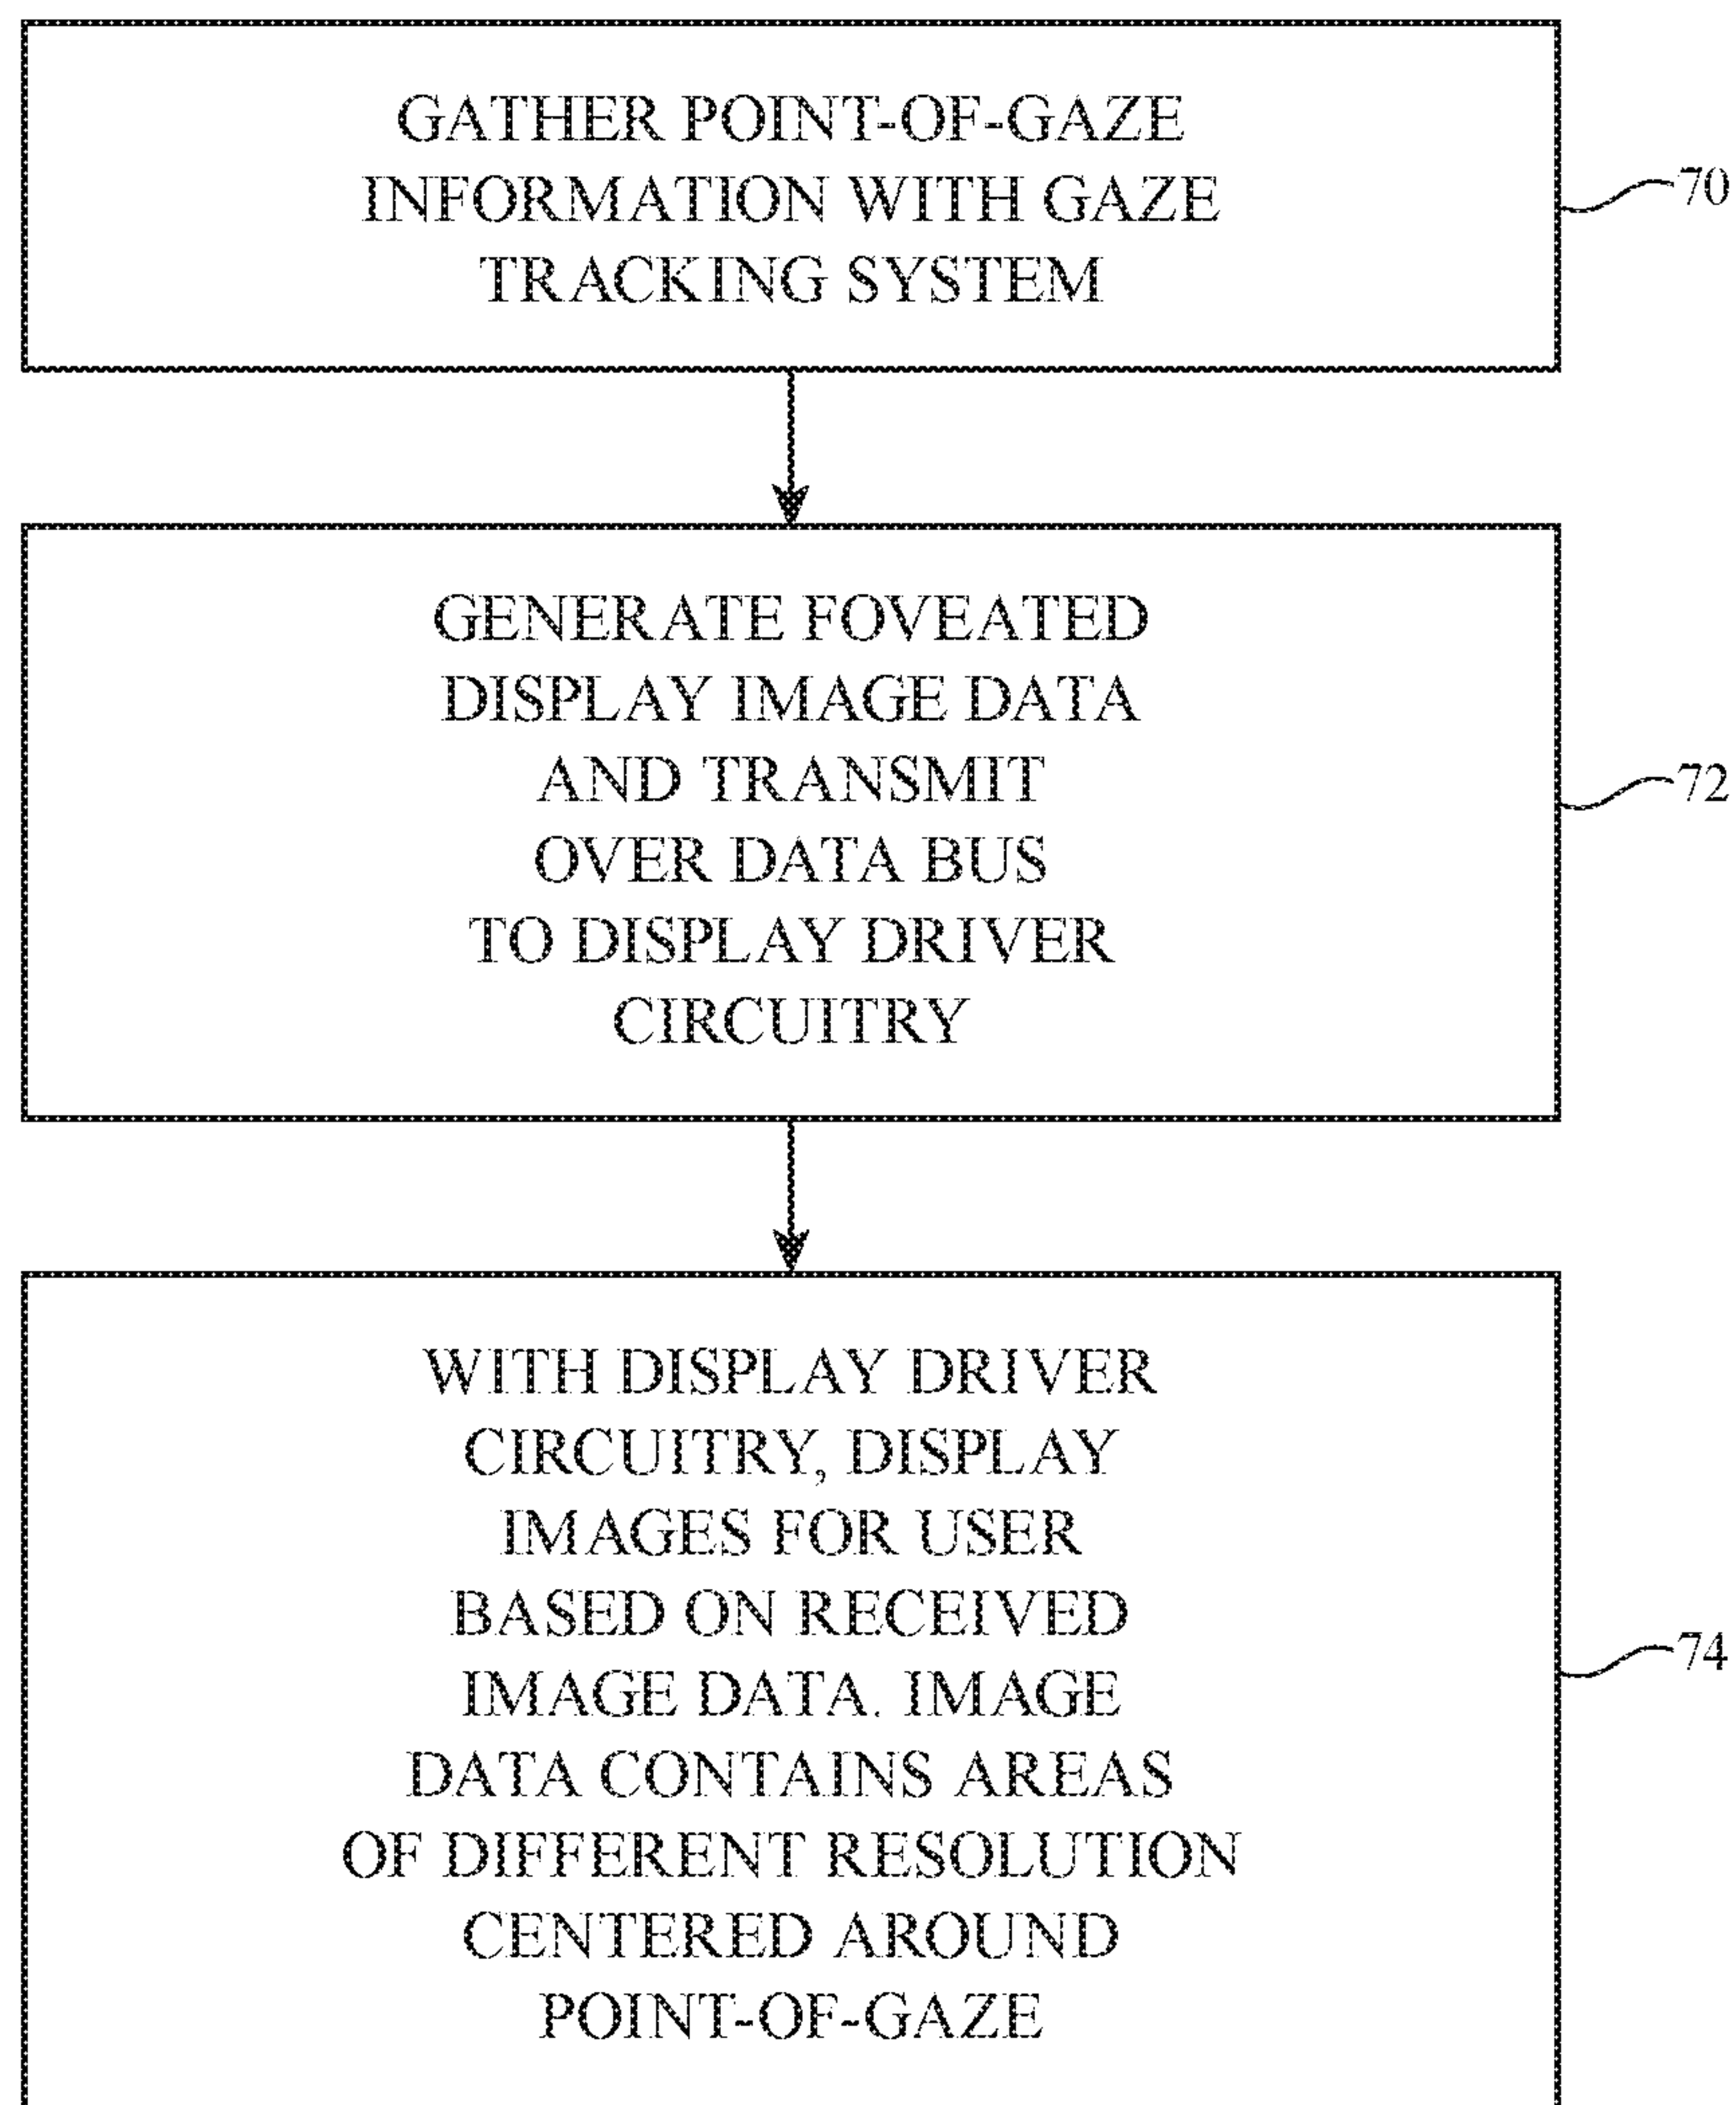 GATHER POINT-OF-GAZE
INFORMATION WITH GAZE
TRACKING SYSTEM
70
GENERATE FOVEATED
DISPLAY IMAGE DATA
AND TRANSMIT
OVER DATA BUS
TO DISPLAY DRIVER
CIRCUITRY
72
WITH DISPLAY DRIVER
CIRCUITRY, DISPLAY
IMAGES FOR USER
BASED ON RECEIVED
IMAGE DATA. IMAGE
DATA CONTAINS AREAS
OF DIFFERENT RESOLUTION
CENTERED AROUND
POINT-OF-GAZE
74